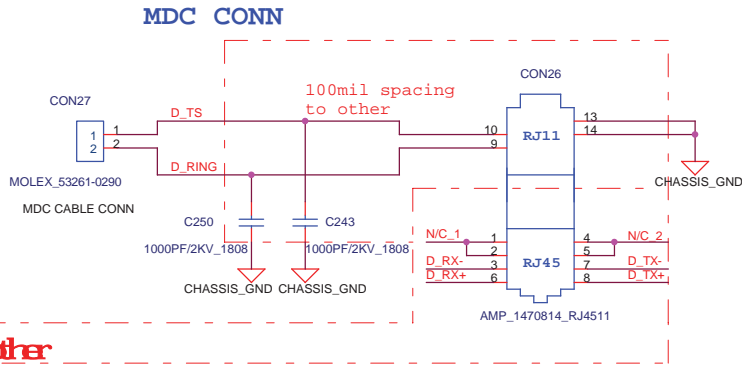 MDC CONN
CON26
100mil spacing
to other
CON27
D_TS
1 1
2 2
D_RING
10
9
RJ11
13
14
CHASSIS_GND
MOLEX_53261-0290
MDC CABLE CONN
C250
C243
1000PF/2KV_1808
1000PF/2KV_1808
CHASSIS_GND
CHASSIS_GND
N/C_1
D_RX-
D_RX+
1
2
3
6
RJ45
4
5
7
8
N/C_2
D_TX-
D_TX+
AMP_1470814_RJ4511
other